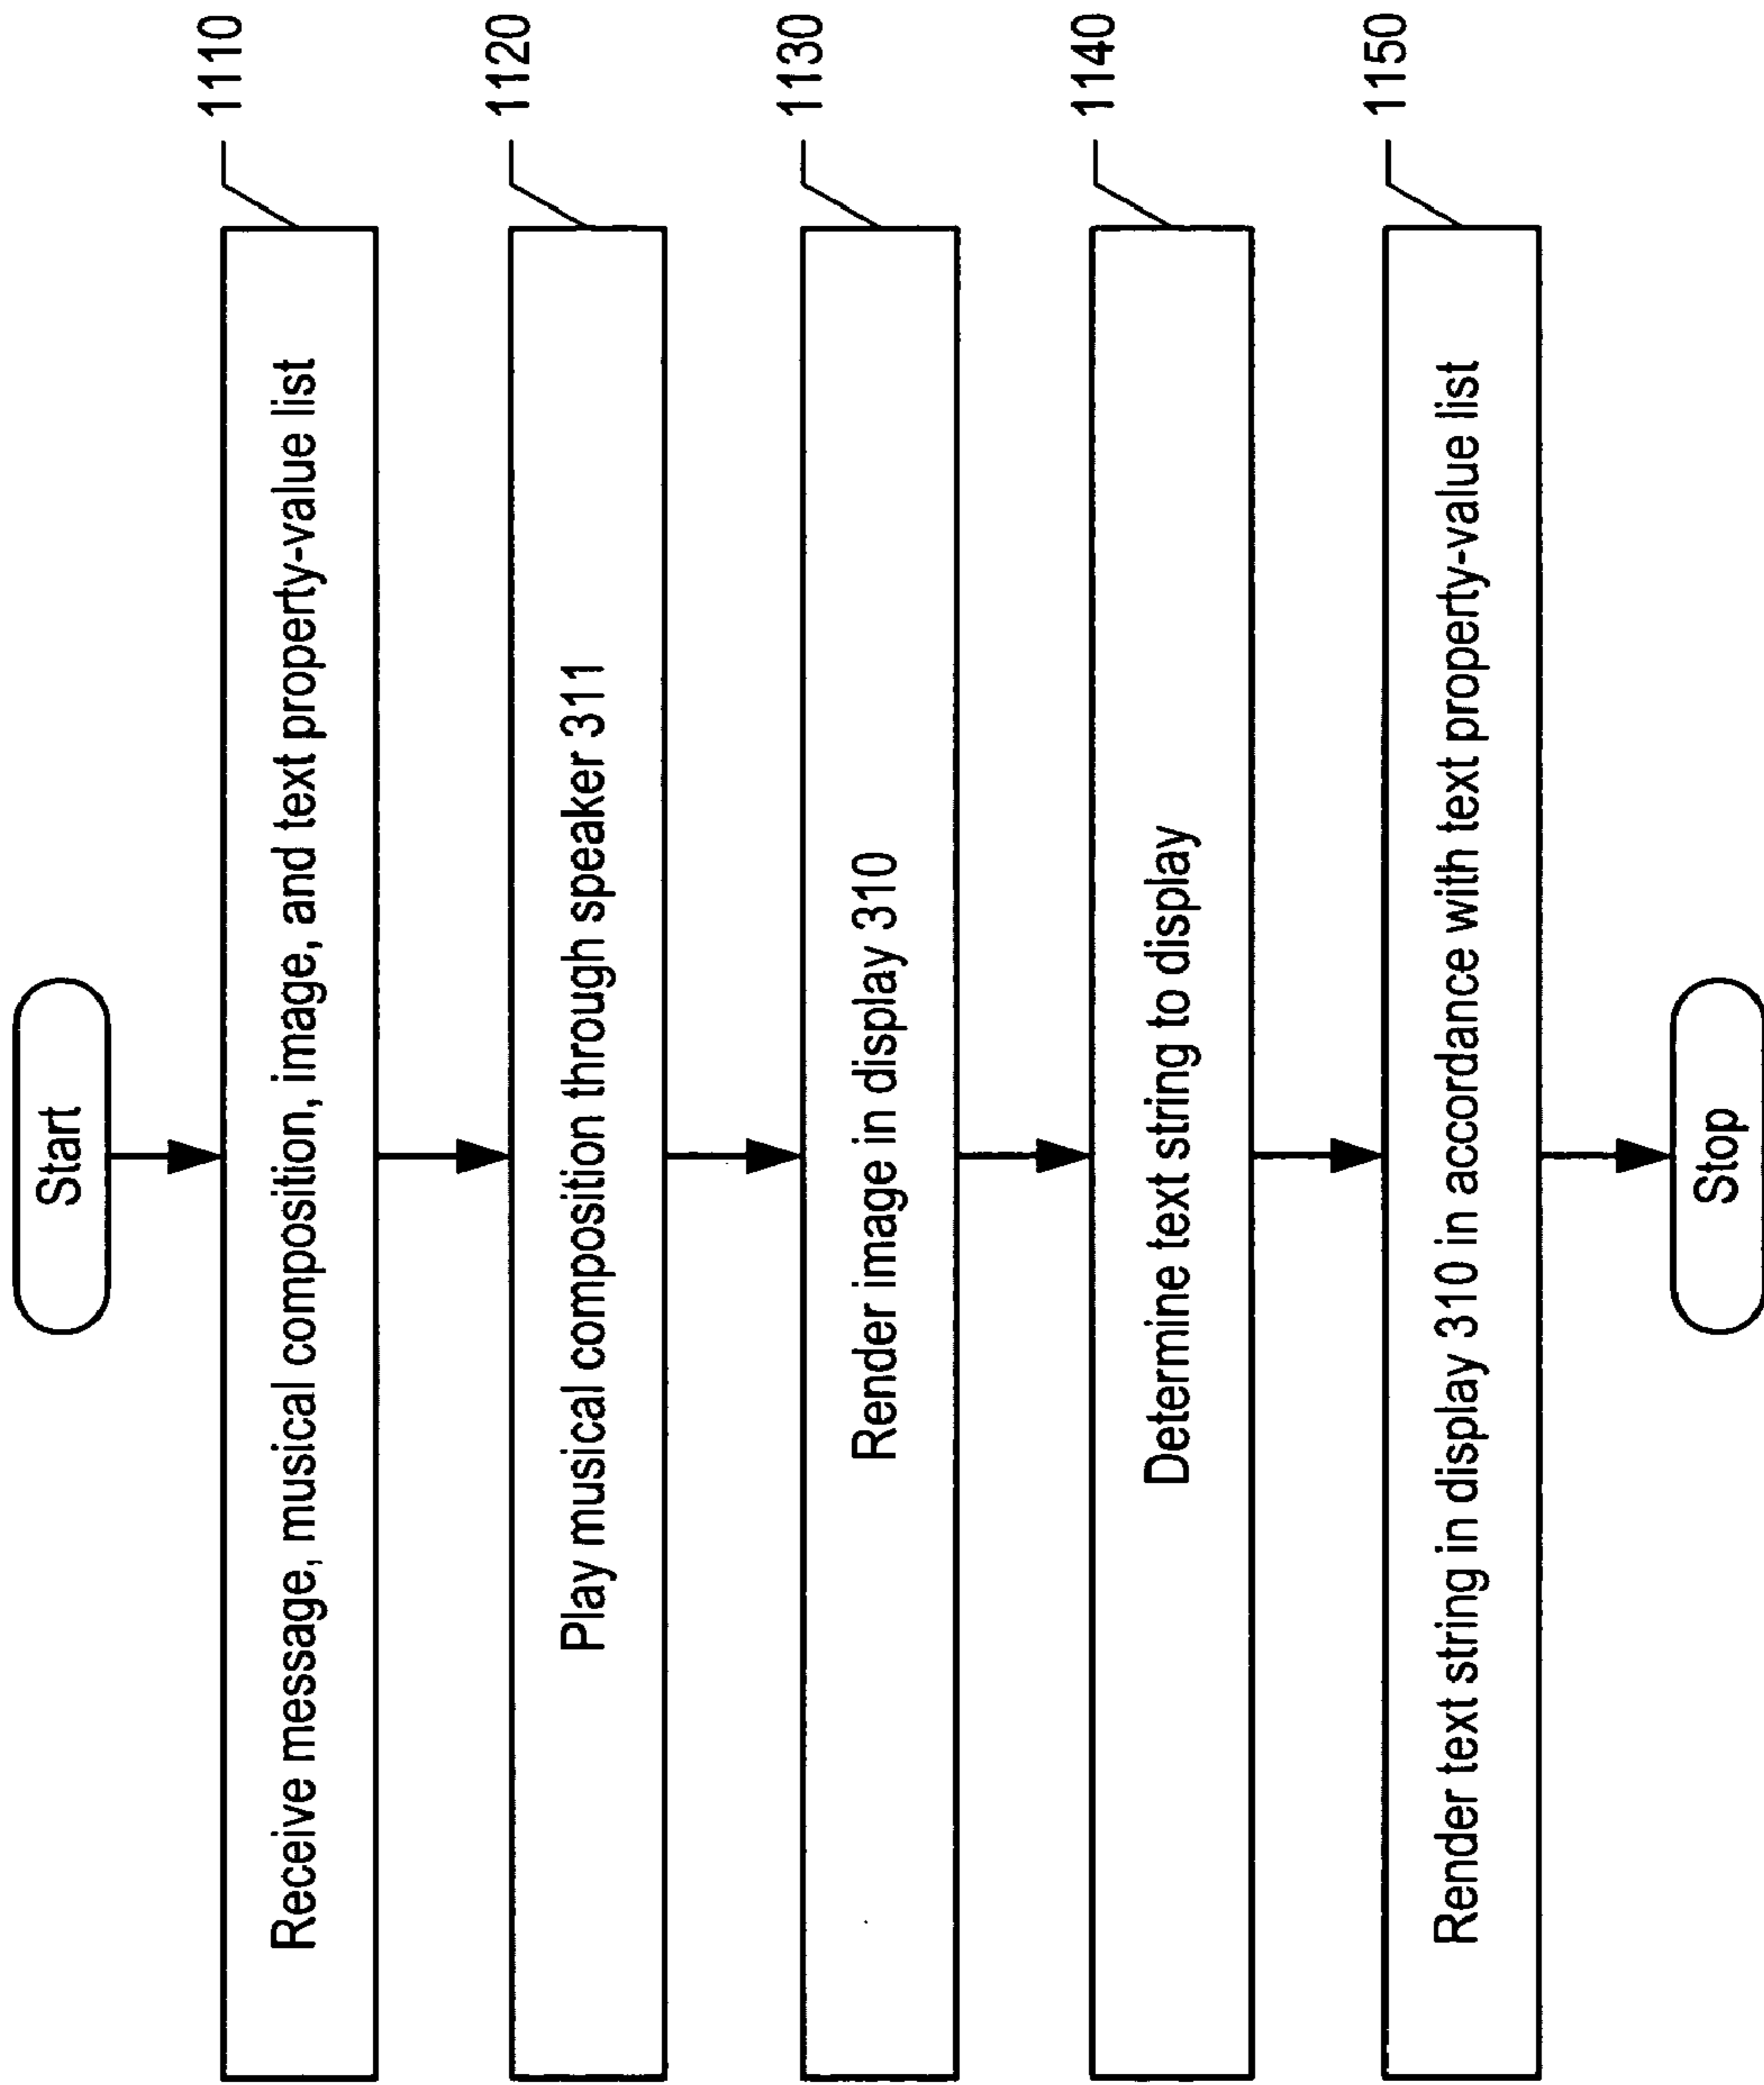 Start
Receive message, musical composition, image, and text property-value list
1110
Play musical composition through speaker 311
1120
Render image in display 310
1130
Determine text string to display
1140
Render text string in display 310 in accordance with text property-value list
1150
Stop